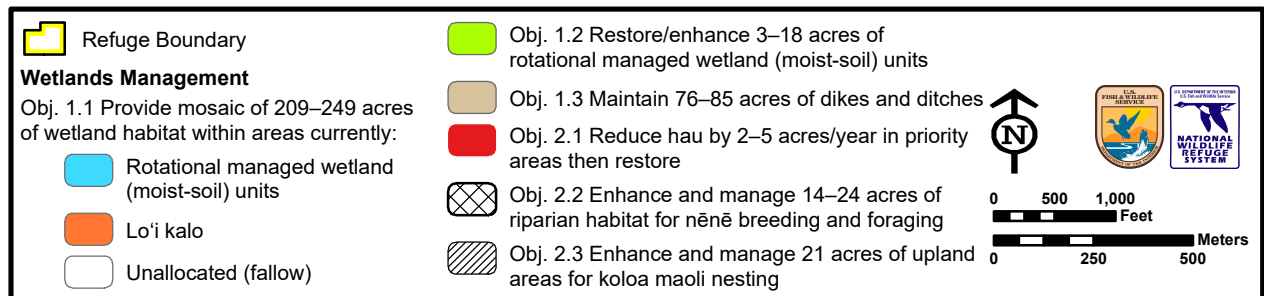 Refuge Boundary
Wetlands Management
Obj. 1.1 Provide mosaic of 209–249 acres
of wetland habitat within areas currently:
Rotational managed wetland
(moist-soil) units
Lo‘i kalo
Unallocated (fallow)
Obj. 1.2 Restore/enhance 3–18 acres of
rotational managed wetland (moist-soil) units
Obj. 1.3 Maintain 76–85 acres of dikes and ditches
Obj. 2.1 Reduce hau by 2–5 acres/year in priority
areas then restore
Obj. 2.2 Enhance and manage 14–24 acres of
riparian habitat for nēnē breeding and foraging
Obj. 2.3 Enhance and manage 21 acres of upland
areas for koloa maoli nesting
N
U.S.
FISH & WILDLIFE
SERVICE
DEPARTMENT OF THE INTERIOR
U.S. DEPARTMENT OF THE INTERIOR
U.S. Fish and Wildlife Service
NATIONAL
WILDLIFE
REFUGE
SYSTEM
0 500 1,000
Feet
Meters
0 250 500